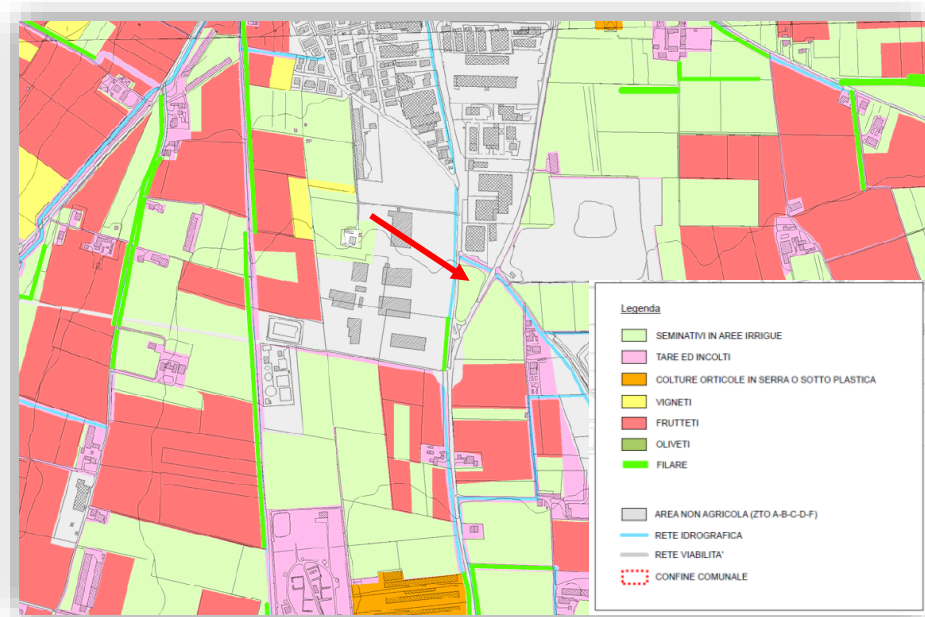 Legenda
SEMINATIVI IN AREE IRRIGUE
TARE ED INCOLTI
COLTURE ORTICOLE IN SERRA O SOTTO PLASTICA
VIGNETI
FRUTTETI
OLIVETI
FILARE
AREA NON AGRICOLA (ZTO A-B-C-D-F)
RETE IDROGRAFICA
RETE VIABILITA'
CONFINE COMUNALE